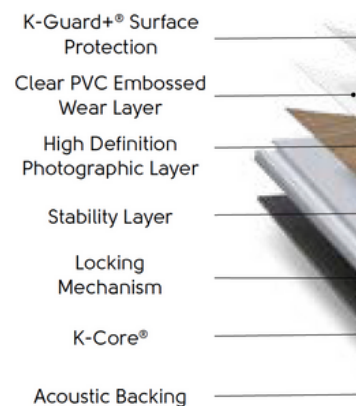 K-Guard+® Surface
Protection
Clear PVC Embossed
Wear Layer
High Definition
Photographic Layer
Stability Layer
Locking
Mechanism
K-Core®
Acoustic Backing